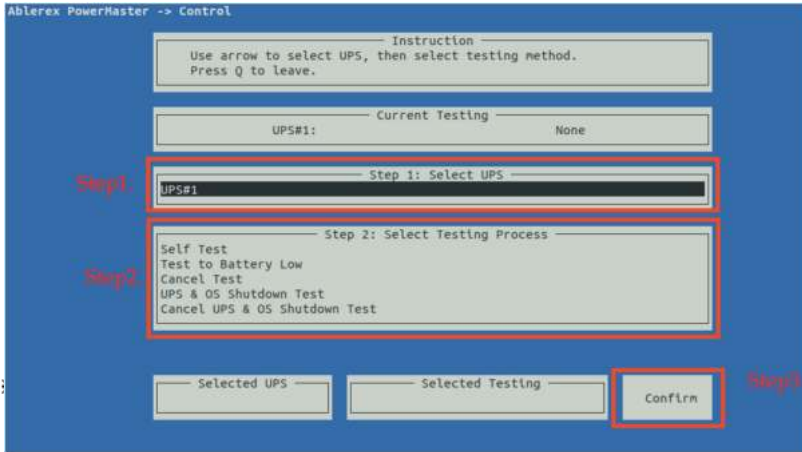 Ablerex PowerMaster -> Control
Instruction
Use arrow to select UPS, then select testing method.
Press Q to leave.
Current Testing
UPS#1: None
Step 1: Select UPS
Step1.
UPS#1
Step 2: Select Testing Process
Self Test
Test to Battery Low
Step2.
Cancel Test
UPS & OS Shutdown Test
Cancel UPS & OS Shutdown Test
Selected UPS
Selected Testing
Confirm
Step3